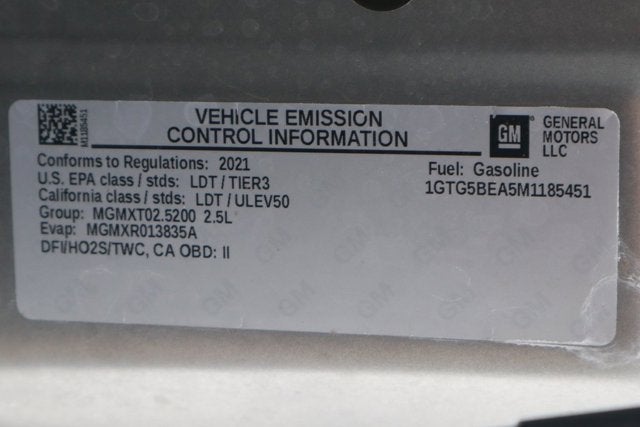 M1185451
VEHICLE EMISSION
CONTROL INFORMATION
GM
GENERAL
MOTORS
LLC
Conforms to Regulations: 2021
U.S. EPA class / stds: LDT / TIER3
California class / stds: LDT / ULEV50
Group: MGMXT02.5200 2.5L
Evap: MGMXR013835A
DFI/HO2S/TWC, CA OBD: II
Fuel: Gasoline
1GTG5BEA5M1185451